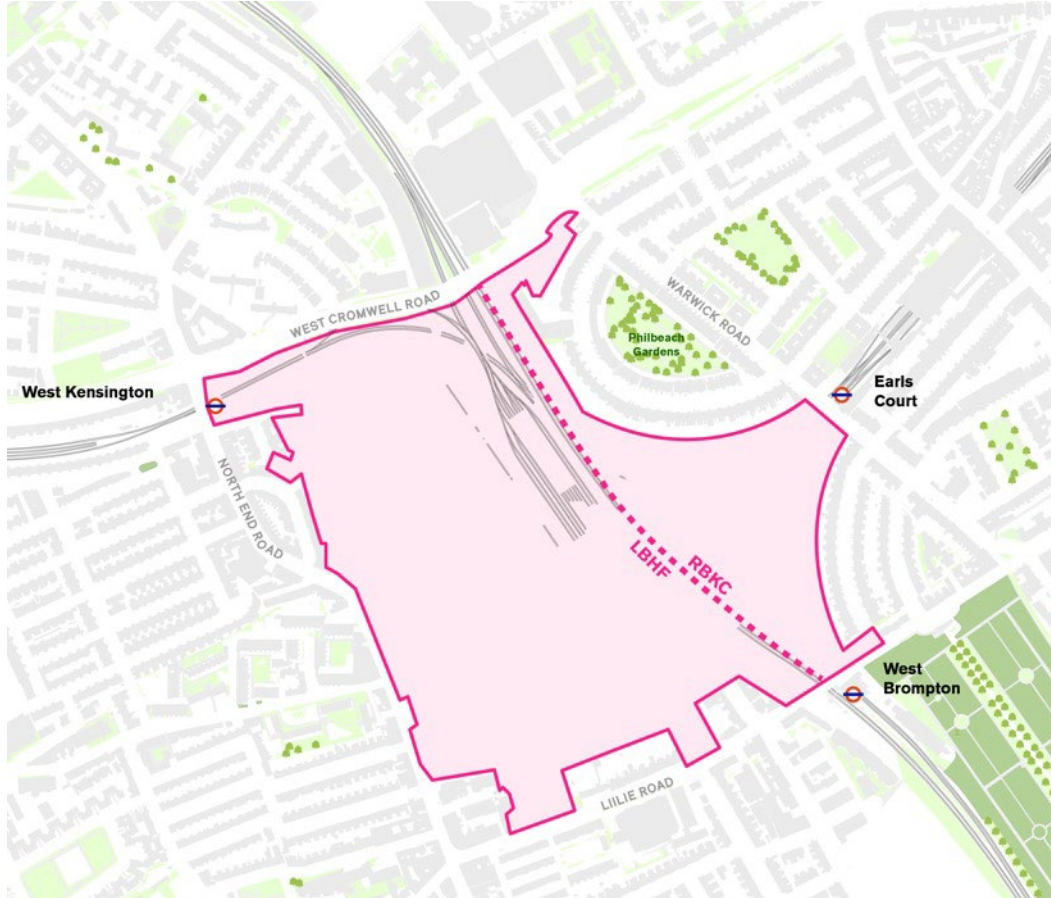 WEST CROMWELL ROAD
WARWICK ROAD
Philbeach
Gardens
West Kensington
Earls
Court
NORTH END ROAD
LBHF
RBKC
West
Brompton
LIILIE ROAD